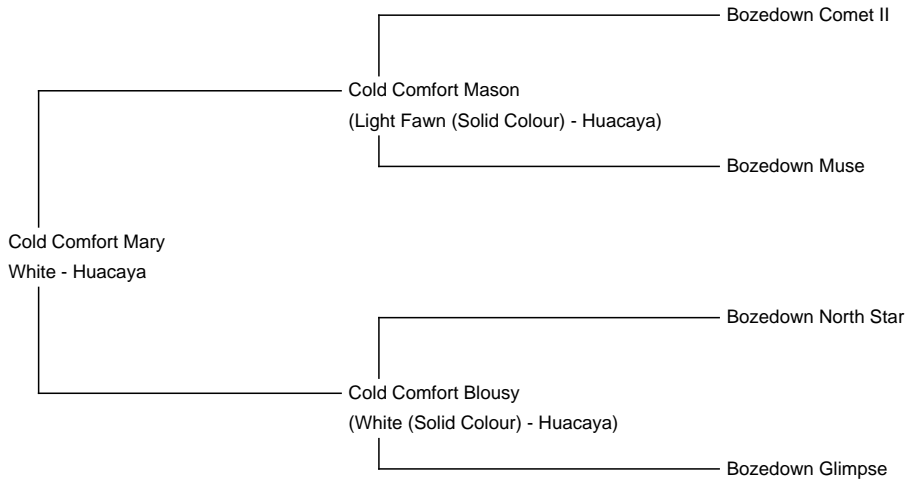 Bozedown Comet II
Cold Comfort Mason
(Light Fawn (Solid Colour) - Huacaya)
Bozedown Muse
Cold Comfort Mary
White - Huacaya
Bozedown North Star
Cold Comfort Blousy
(White (Solid Colour) - Huacaya)
Bozedown Glimpse